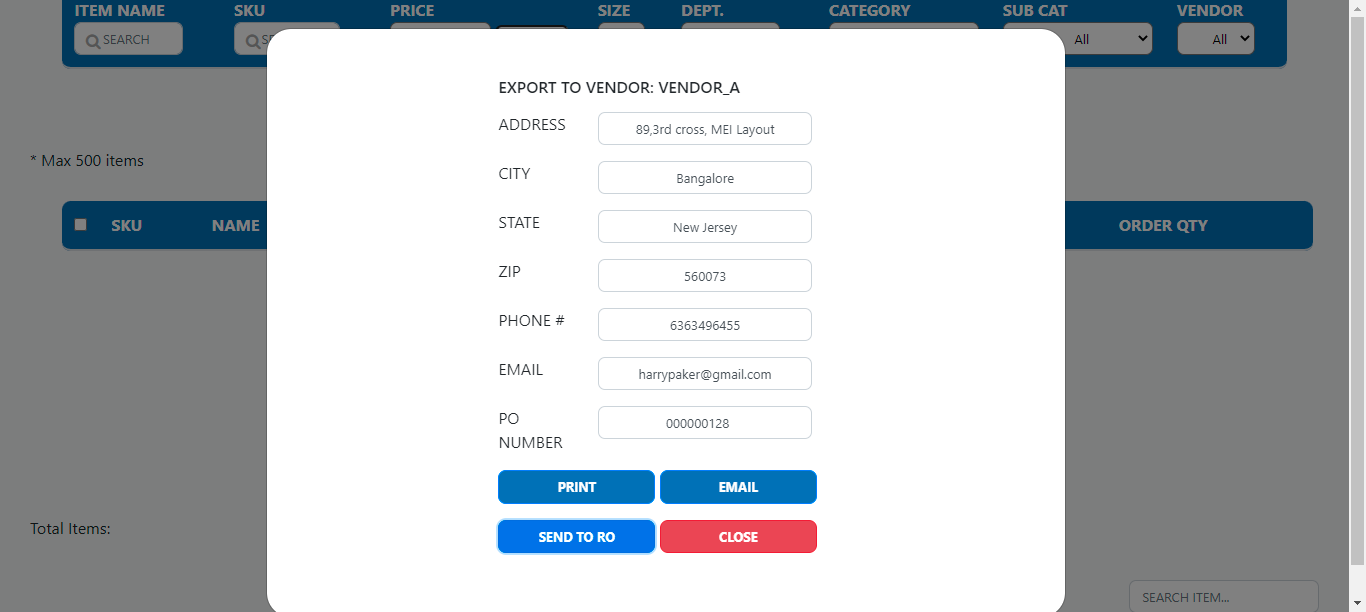 ITEM NAME SKU PRICE SIZE DEPT. CATEGORY SUB CAT VENDOR
SEARCH All All
EXPORT TO VENDOR: VENDOR_A
ADDRESS 89,3rd cross, MEI Layout
* Max 500 items
CITY Bangalore
SKU NAME ORDER QTY
STATE New Jersey
ZIP 560073
PHONE # 6363496455
EMAIL harrypaker@gmail.com
PO
NUMBER 000000128
PRINT EMAIL
Total Items:
SEND TO RO CLOSE
SEARCH ITEM...